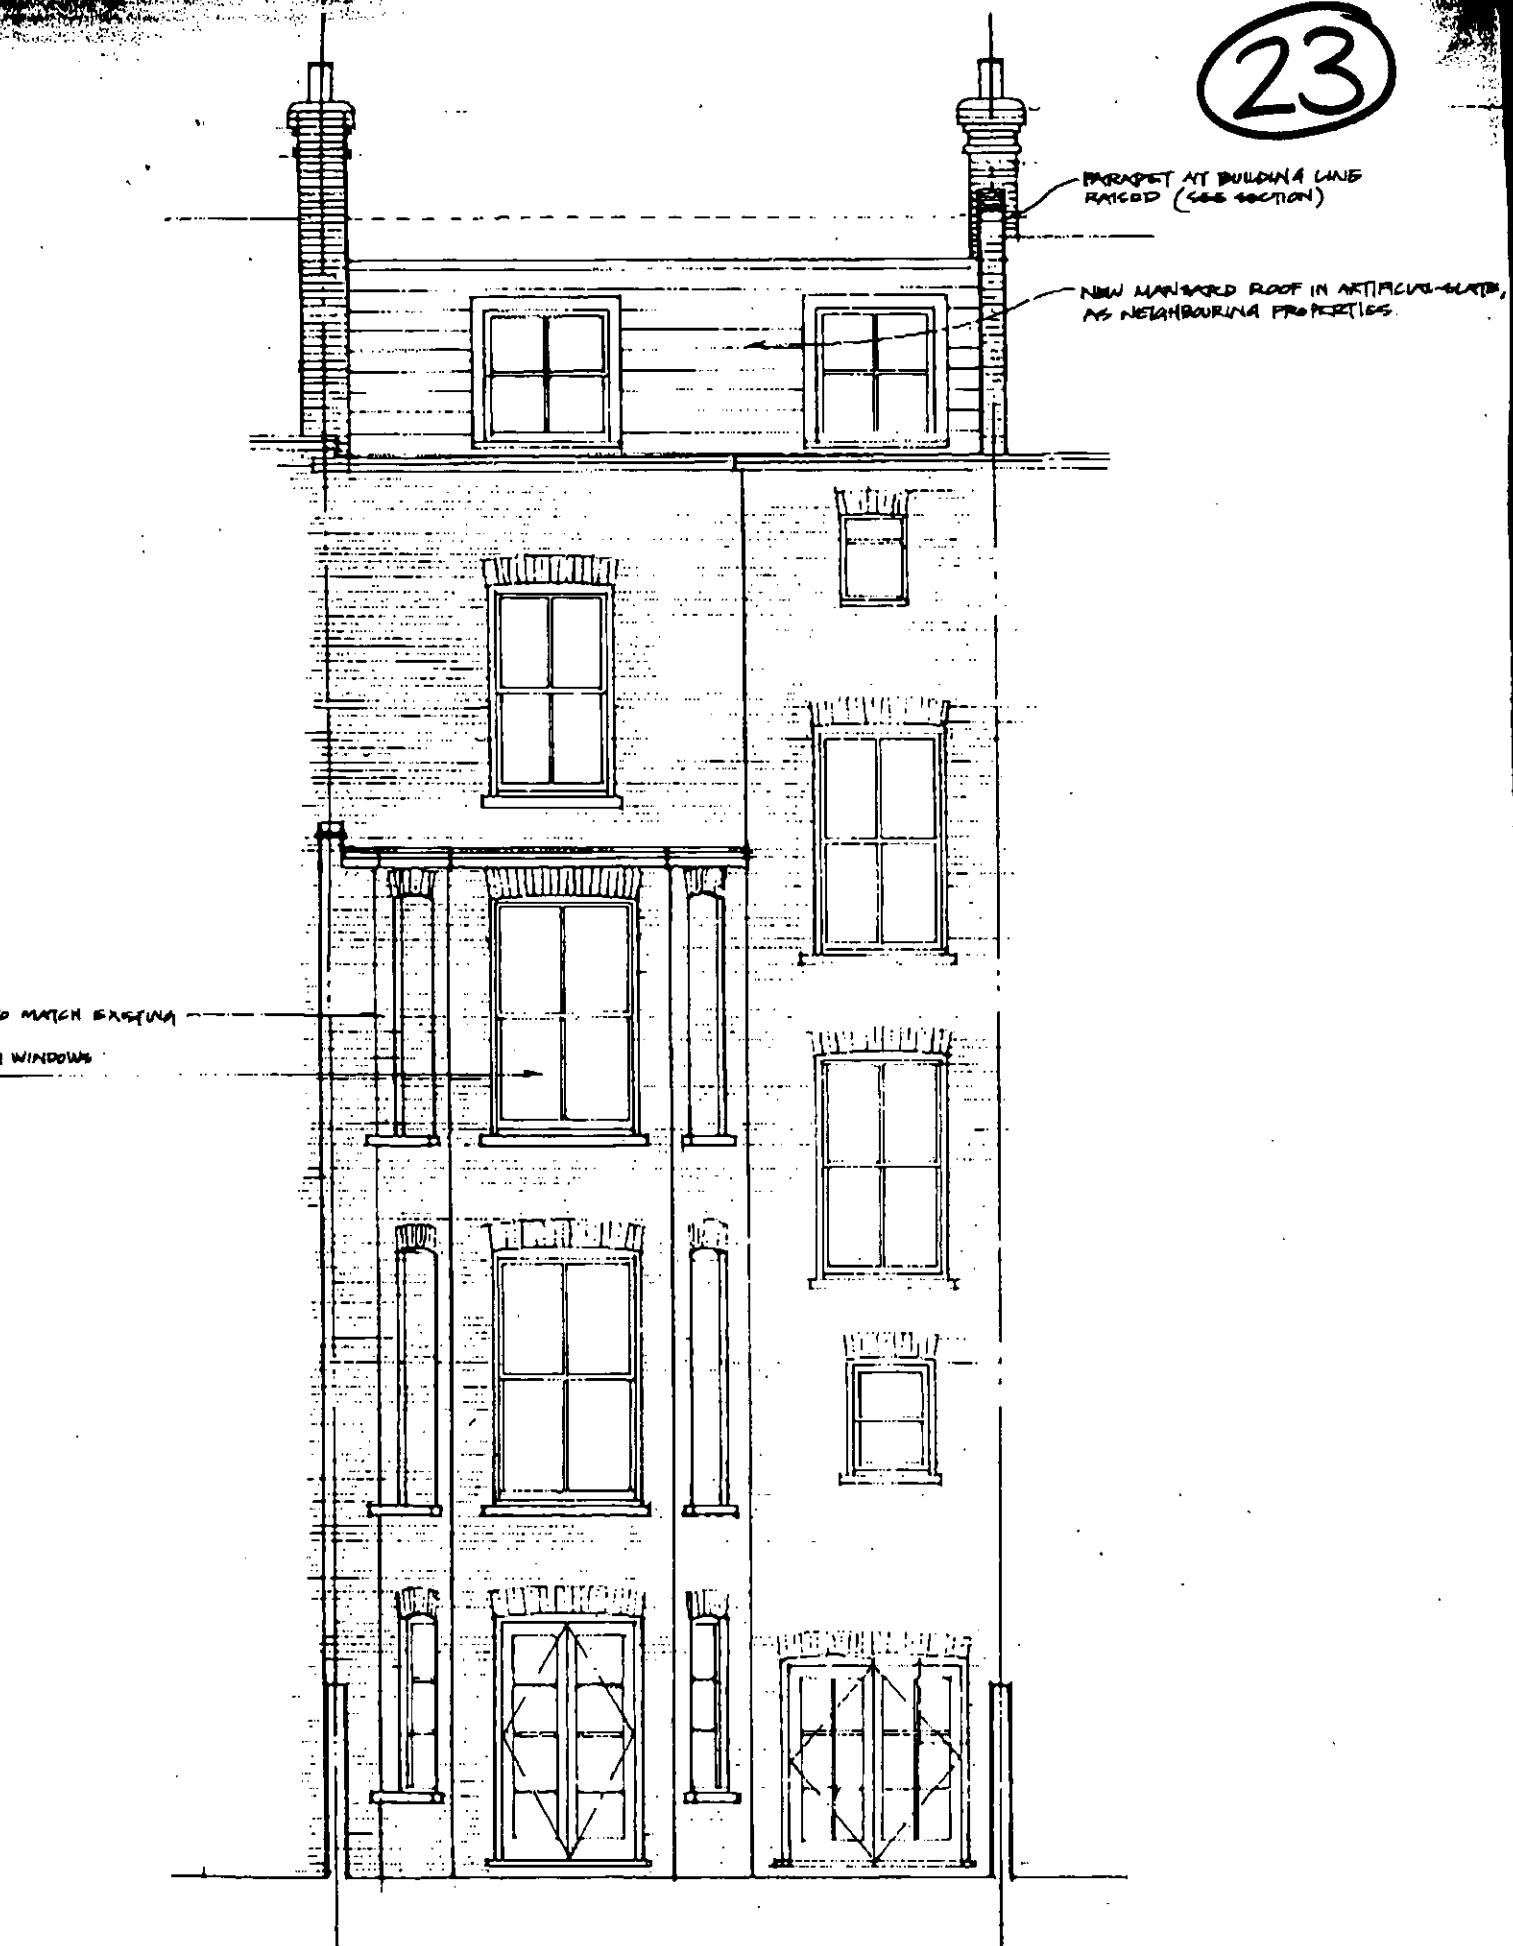 23
PARAPET AT BUILDING LINE
RAISED (SEE SECTION)
NEW MANSARD ROOF IN ARTIFICIAL SLATE,
AS NEIGHBOURING PROPERTIES.
MATCH EXISTING
WINDOWS